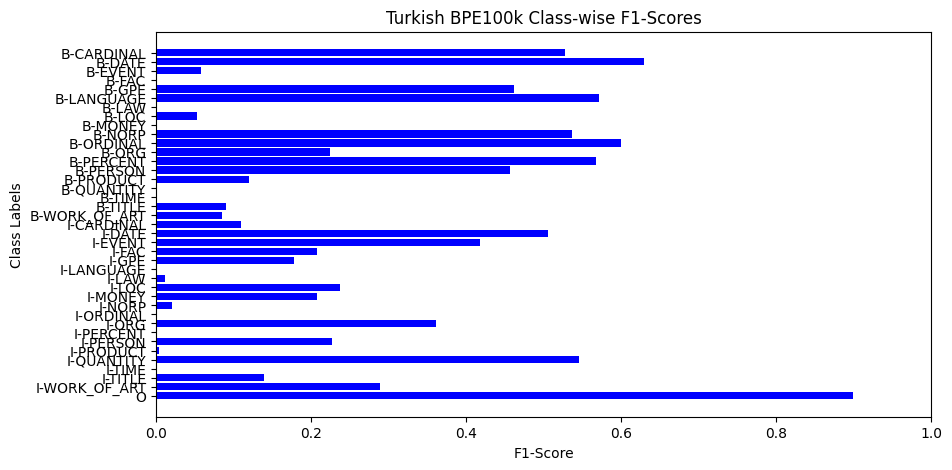 Turkish BPE100k Class-wise F1-Scores
Class Labels
B-CARDINAL
B-DATE
B-EVENT
B-FAC
B-GPE
B-LANGUAGE
B-LAW
B-LOC
B-MONEY
B-NORP
B-ORDINAL
B-ORG
B-PERCENT
B-PERSON
B-PRODUCT
B-QUANTITY
B-TIME
B-TITLE
B-WORK_OF_ART
I-CARDINAL
I-DATE
I-EVENT
I-FAC
I-GPE
I-LANGUAGE
I-LAW
I-LOC
I-MONEY
I-NORP
I-ORDINAL
I-ORG
I-PERCENT
I-PERSON
I-PRODUCT
I-QUANTITY
I-TIME
I-TITLE
I-WORK_OF_ART
O
0.0 0.2 0.4 0.6 0.8 1.0
F1-Score